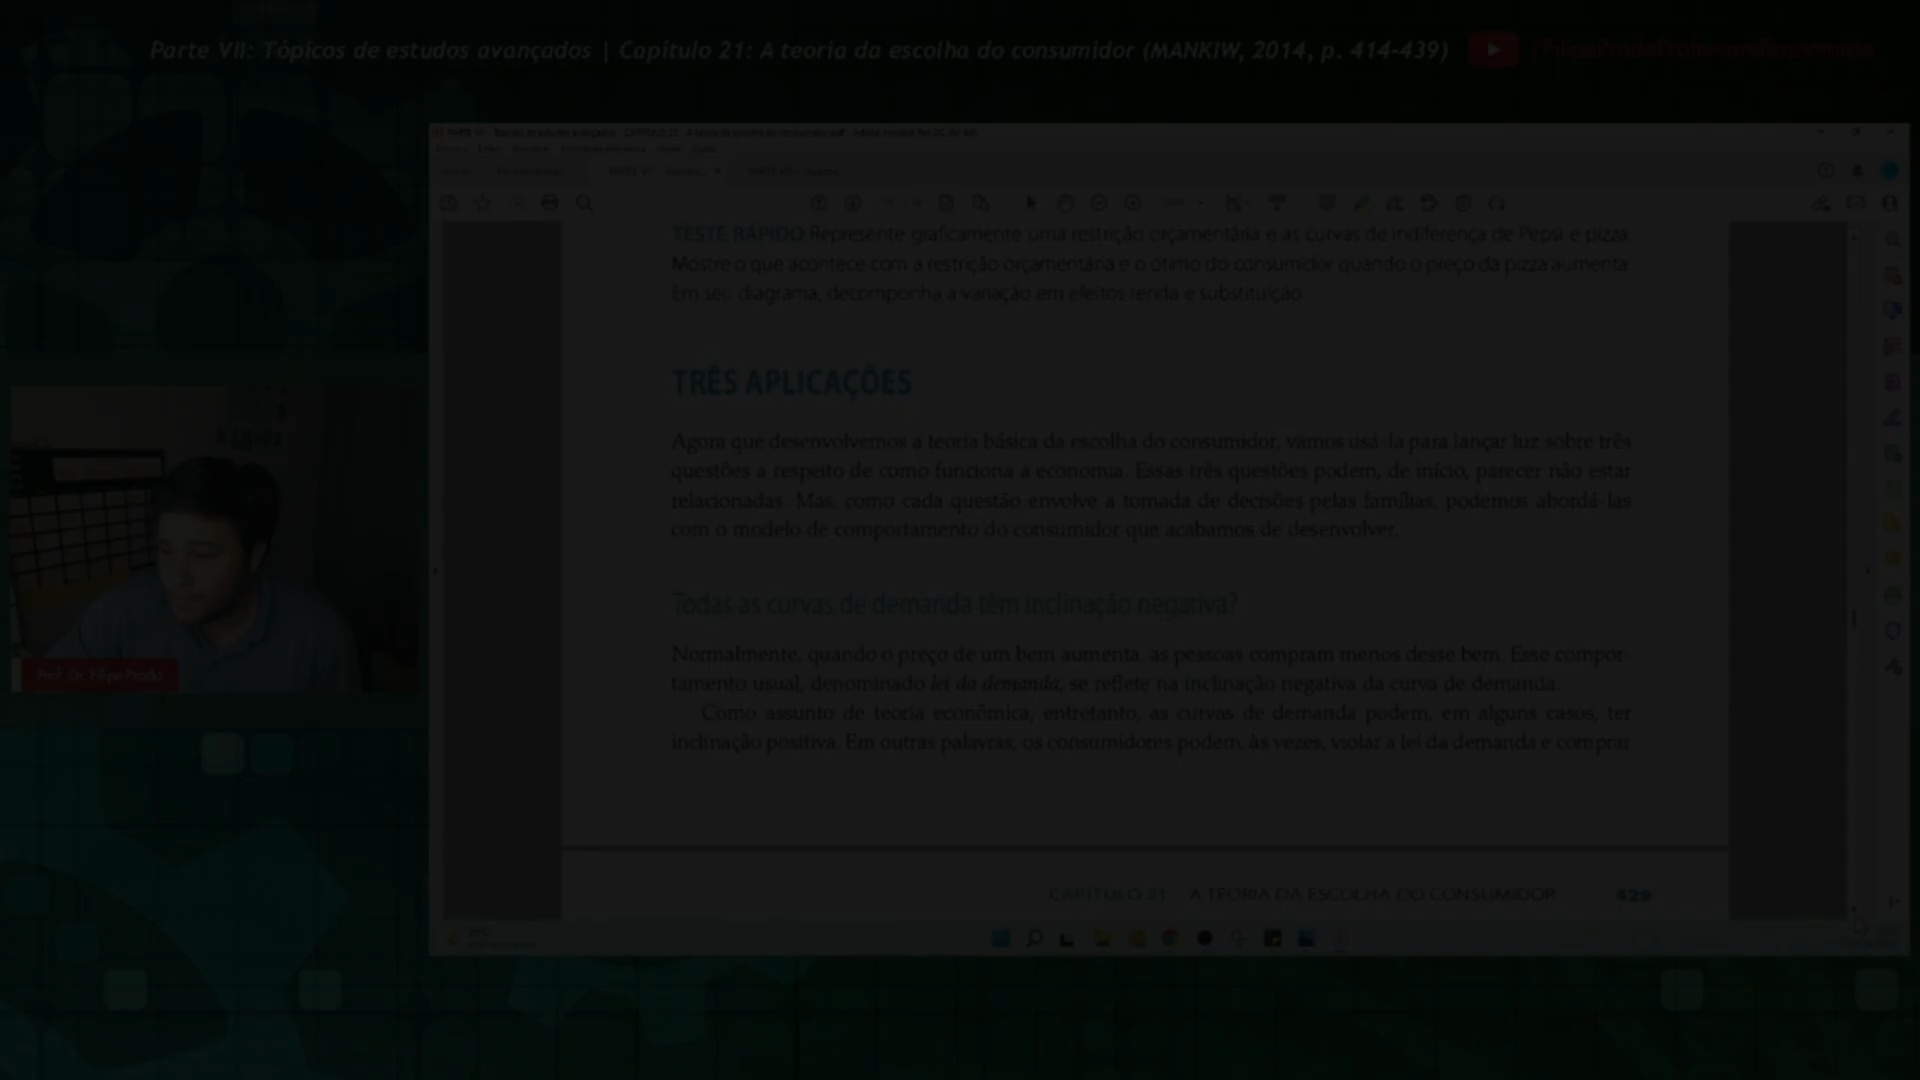 Parte VII: Tópicos de estudos avançados | Capítulo 21: A teoria da escolha do consumidor (MANKIW, 2014, p. 414-439)
TESTE RÁPIDO Represente graficamente uma restrição orçamentária e as curvas de indiferença de Pepsi e pizza.
Mostre o que acontece com a restrição orçamentária e o ótimo do consumidor quando o preço da pizza aumenta.
Em seu diagrama, decomponha a variação em efeitos renda e substituição.
TRÊS APLICAÇÕES
Agora que desenvolvemos a teoria básica da escolha do consumidor, vamos usá-la para lançar luz sobre três
questões a respeito de como funciona a economia. Essas três questões podem, de início, parecer não estar
relacionadas. Mas, como cada questão envolve a tomada de decisões pelas famílias, podemos abordá-las
com o modelo de comportamento do consumidor que acabamos de desenvolver.
Todas as curvas de demanda têm inclinação negativa?
Normalmente, quando o preço de um bem aumenta, as pessoas compram menos desse bem. Esse compor-
tamento usual, denominado lei da demanda, se reflete na inclinação negativa da curva de demanda.
Como assunto de teoria econômica, entretanto, as curvas de demanda podem, em alguns casos, ter
inclinação positiva. Em outras palavras, os consumidores podem, às vezes, violar a lei da demanda e comprar
Prof. Dr. Filipe Prado
CAPÍTULO 21 A TEORIA DA ESCOLHA DO CONSUMIDOR 429